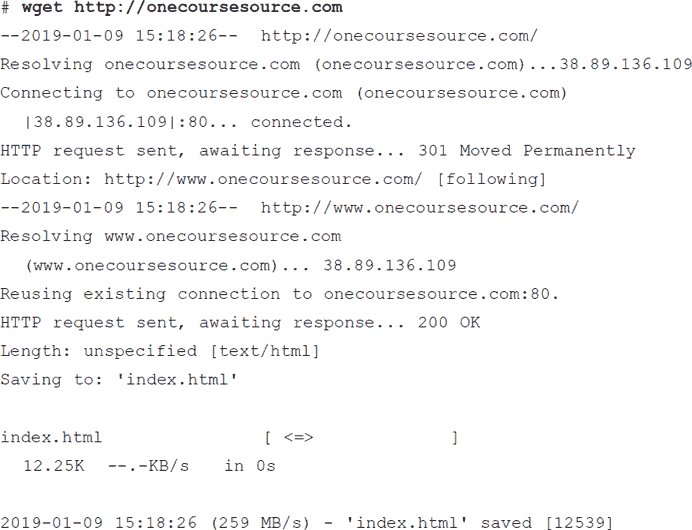 # wget http://onecoursesource.com
--2019-01-09 15:18:26--  http://onecoursesource.com/
Resolving onecoursesource.com (onecoursesource.com)...38.89.136.109
Connecting to onecoursesource.com (onecoursesource.com)
  |38.89.136.109|:80... connected.
HTTP request sent, awaiting response... 301 Moved Permanently
Location: http://www.onecoursesource.com/ [following]
--2019-01-09 15:18:26--  http://www.onecoursesource.com/
Resolving www.onecoursesource.com
  (www.onecoursesource.com)... 38.89.136.109
Reusing existing connection to onecoursesource.com:80.
HTTP request sent, awaiting response... 200 OK
Length: unspecified [text/html]
Saving to: 'index.html'

index.html              [ <=>            ]
  12.25K  --.-KB/s   in 0s

2019-01-09 15:18:26 (259 MB/s) - 'index.html' saved [12539]